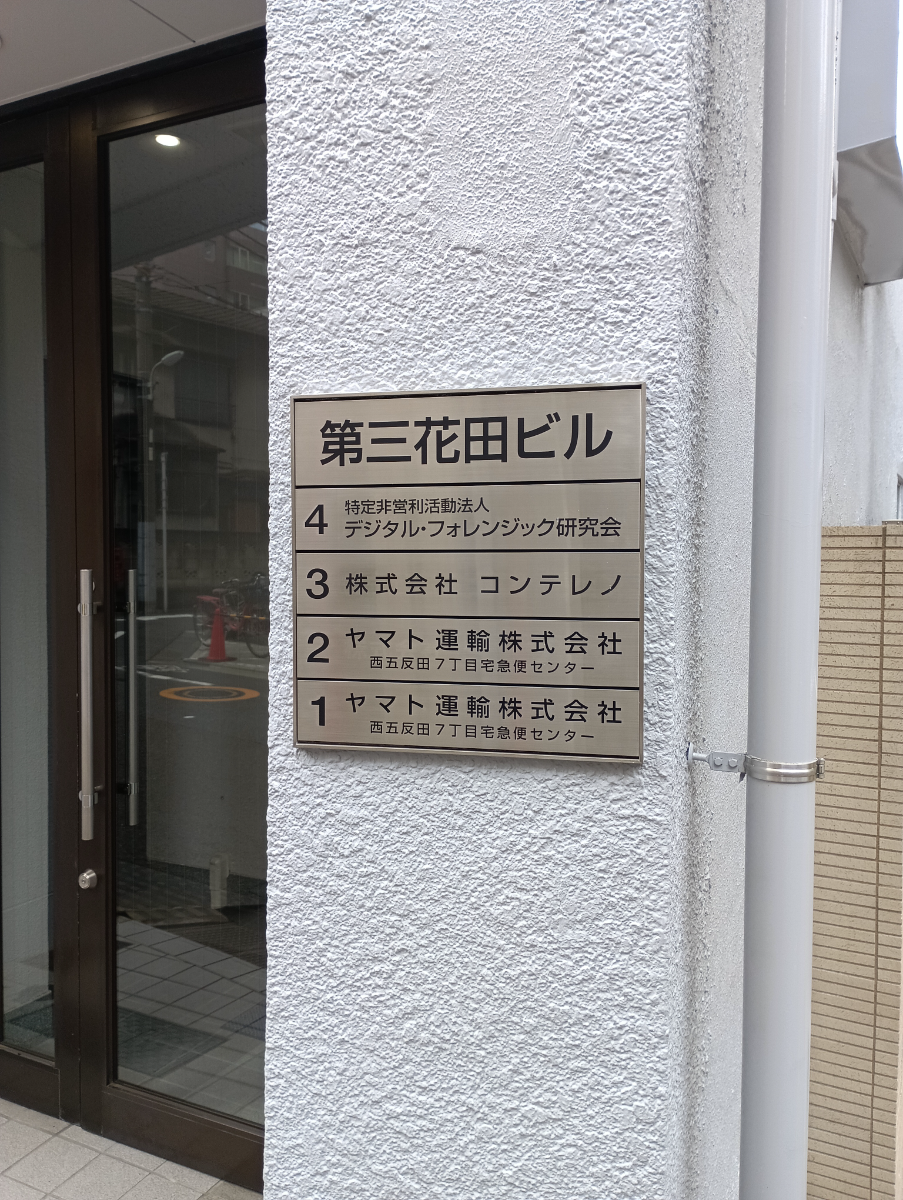 第三花田ビル
4 特定非営利活動法人
デジタル・フォレンジック研究会
3 株式会社 コンテレノ
2 ヤマト運輸株式会社
西五反田7丁目宅急便センター
1 ヤマト運輸株式会社
西五反田7丁目宅急便センター